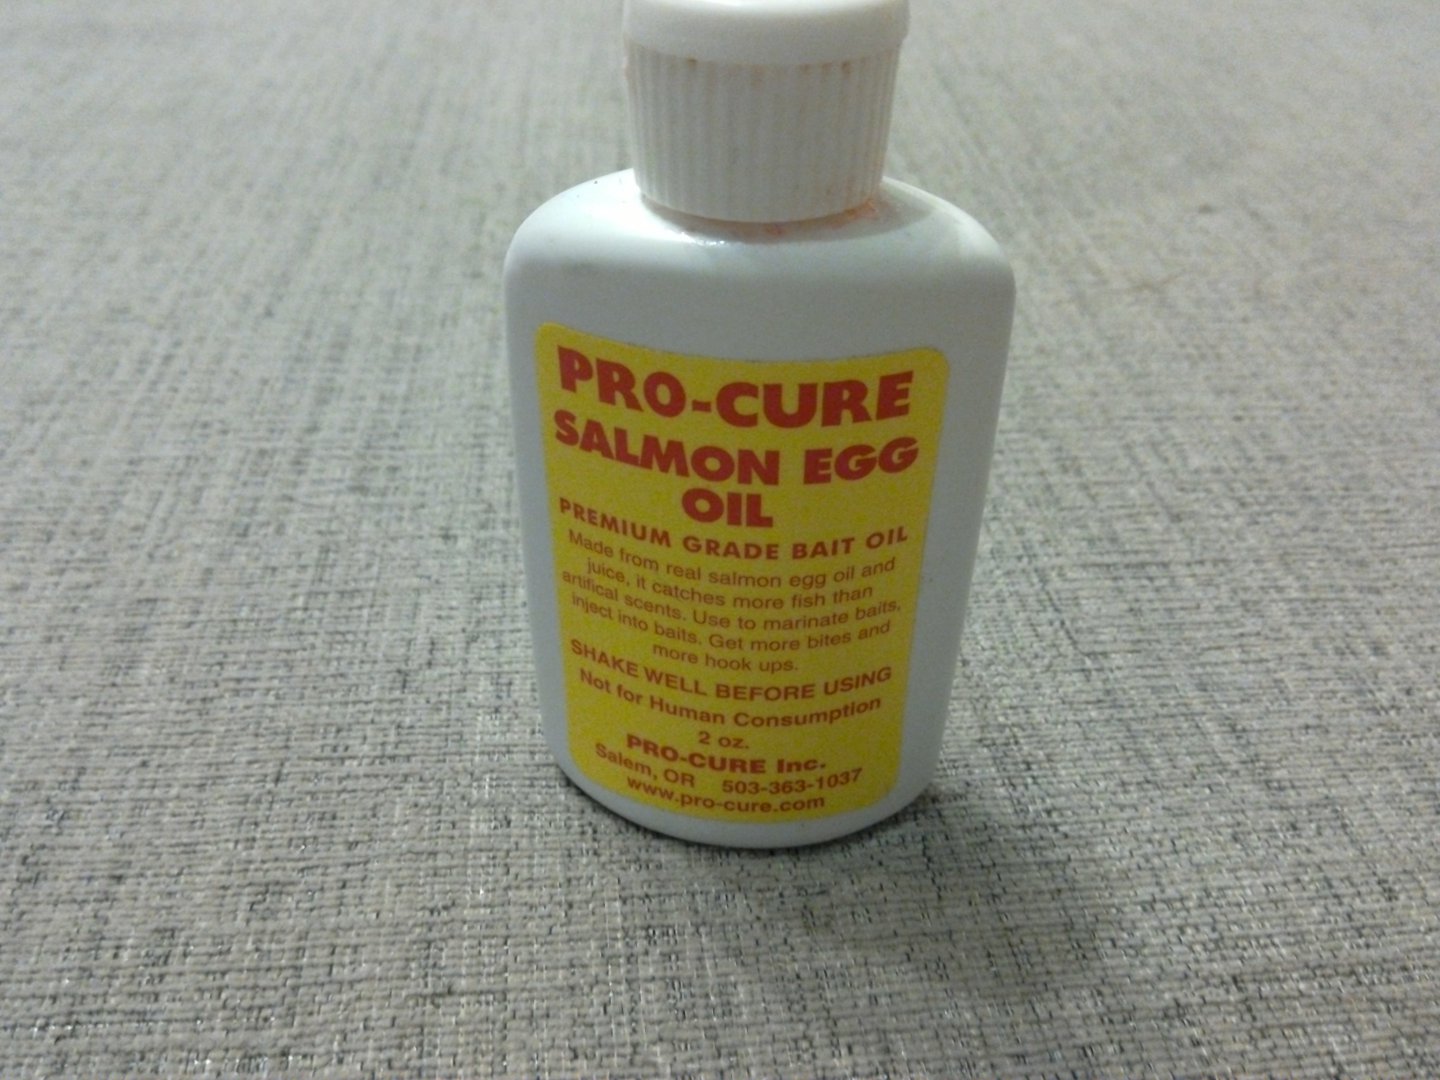 PRO-CURE
SALMON EGG
OIL
PREMIUM GRADE BAIT OIL
Made from real salmon egg oil and
juice, it catches more fish than
artifical scents. Use to marinate baits,
inject into baits. Get more bites and
more hook ups.
SHAKE WELL BEFORE USING
Not for Human Consumption
2 oz.
PRO-CURE Inc.
Salem, OR 503-363-1037
www.pro-cure.com